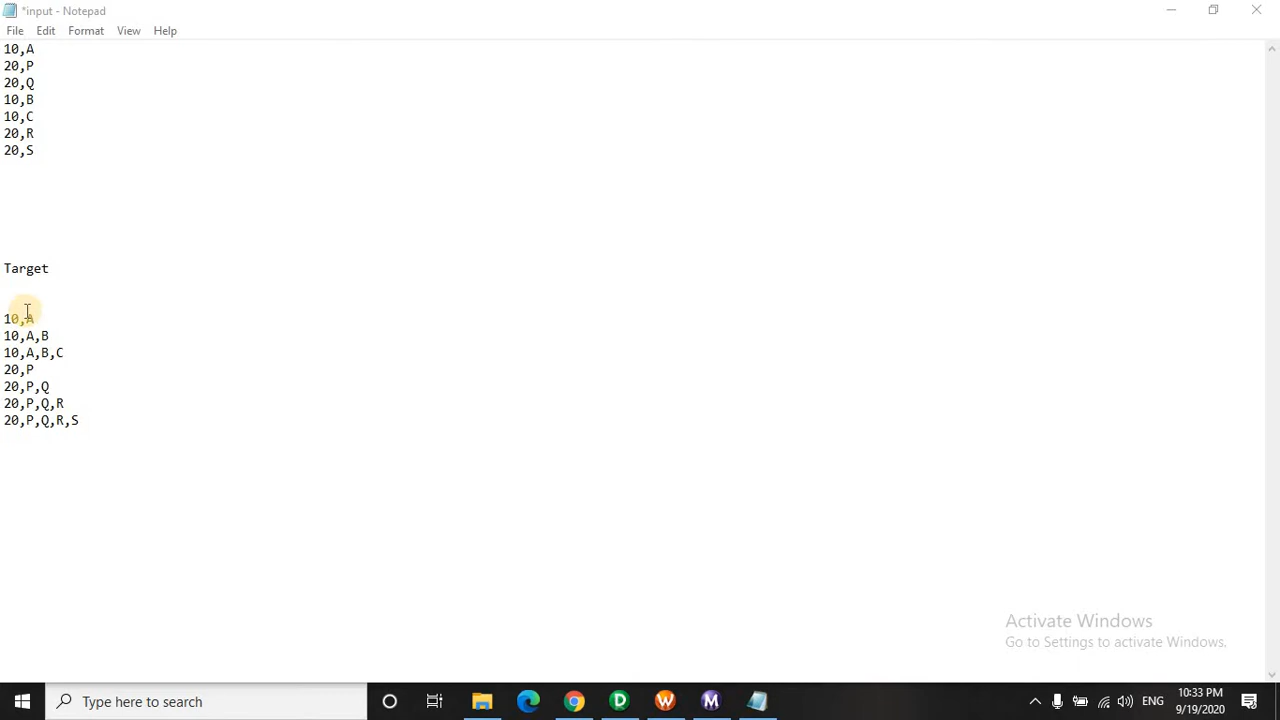 *input - Notepad
File Edit Format View Help
10,A
20,P
20,Q
10,B
10,C
20,R
20,S
Target
10,A
10,A,B
10,A,B,C
20,P
20,P,Q
20,P,Q,R
20,P,Q,R,S
Activate Windows
Go to Settings to activate Windows.
Type here to search
D
W
M
ENG
10:33 PM
9/19/2020